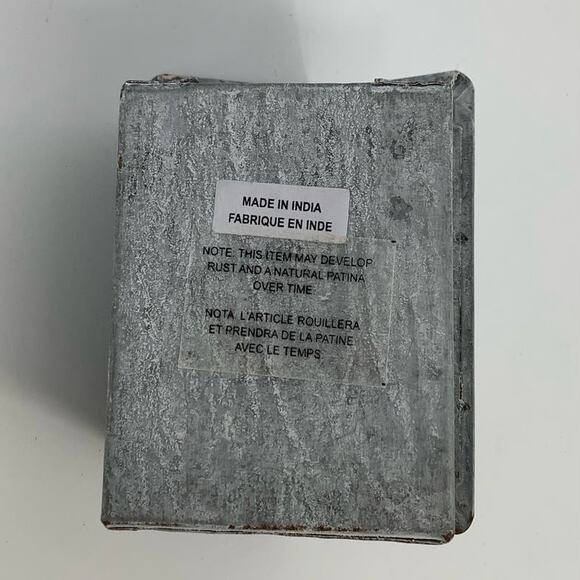 MADE IN INDIA
FABRIQUE EN INDE
NOTE: THIS ITEM MAY DEVELOP
RUST AND A NATURAL PATINA
OVER TIME
NOTA L'ARTICLE ROUILLERA
ET PRENDRA DE LA PATINE
AVEC LE TEMPS